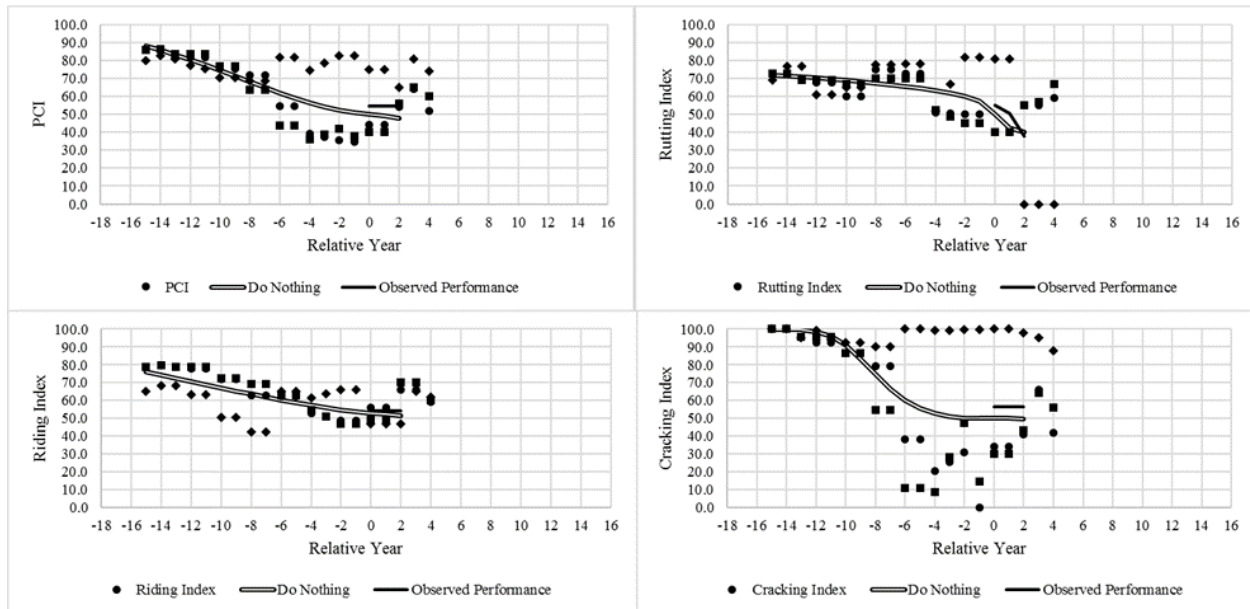 100.0
90.0
80.0
70.0
60.0
50.0
40.0
30.0
20.0
10.0
0.0
PCI
-18 -16 -14 -12 -10 -8 -6 -4 -2 0 2 4 6 8 10 12 14 16
Relative Year
PCI Do Nothing Observed Performance
100.0
90.0
80.0
70.0
60.0
50.0
40.0
30.0
20.0
10.0
0.0
Rutting Index
-18 -16 -14 -12 -10 -8 -6 -4 -2 0 2 4 6 8 10 12 14 16
Relative Year
Rutting Index Do Nothing Observed Performance
100.0
90.0
80.0
70.0
60.0
50.0
40.0
30.0
20.0
10.0
0.0
Riding Index
-18 -16 -14 -12 -10 -8 -6 -4 -2 0 2 4 6 8 10 12 14 16
Relative Year
Riding Index Do Nothing Observed Performance
100.0
90.0
80.0
70.0
60.0
50.0
40.0
30.0
20.0
10.0
0.0
Cracking Index
-18 -16 -14 -12 -10 -8 -6 -4 -2 0 2 4 6 8 10 12 14 16
Relative Year
Cracking Index Do Nothing Observed Performance